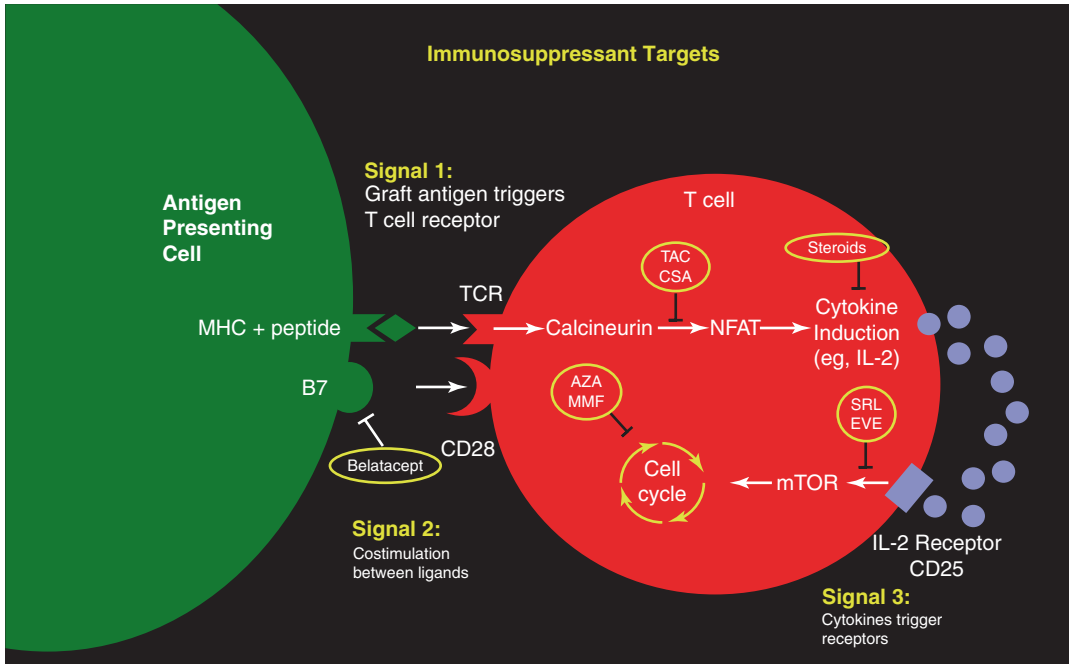 Immunosuppressant Targets
Signal 1:
Graft antigen triggers
T cell receptor
Antigen
Presenting
Cell
T cell
TAC
CSA
Steroids
TCR
MHC + peptide
Calcineurin
NFAT
Cytokine
Induction
(eg, IL-2)
B7
AZA
MMF
SRL
EVE
Belatacept
CD28
Cell
cycle
mTOR
Signal 2:
Costimulation
between ligands
IL-2 Receptor
CD25
Signal 3:
Cytokines trigger
receptors